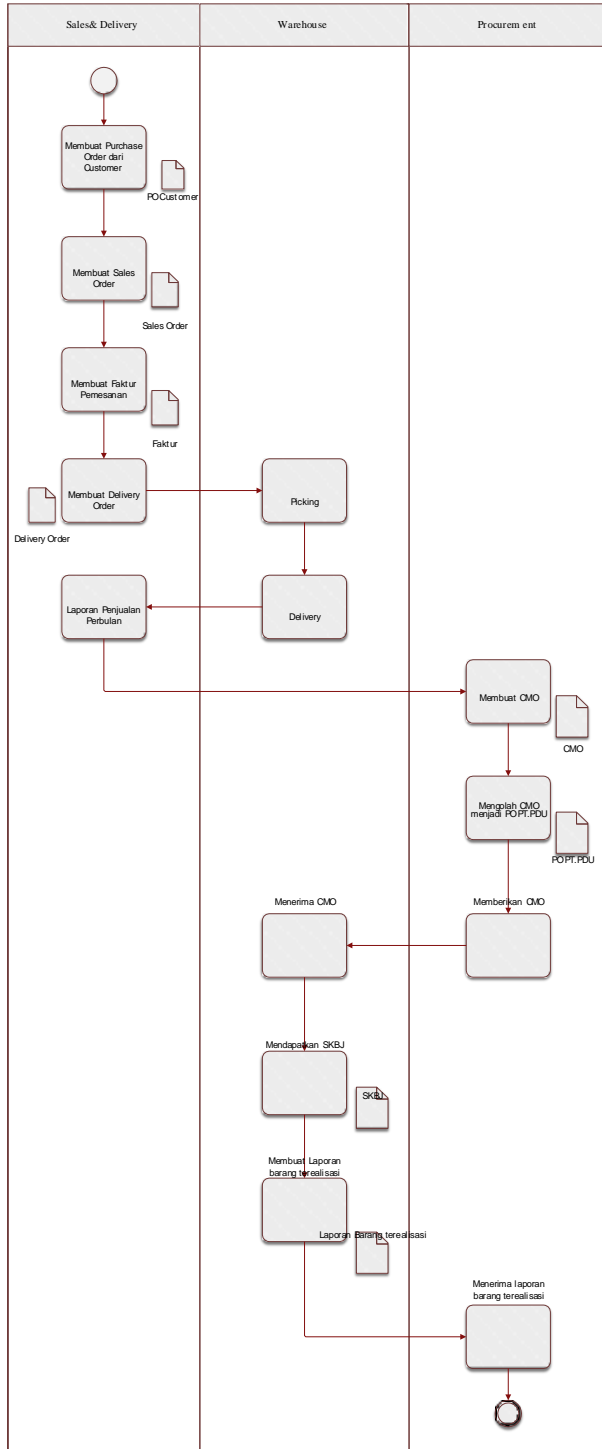 Sales& Delivery
Warehouse
Procurem ent
Membuat Purchase
Order dari
Customer
POCustomer
Membuat Sales
Order
Sales Order
Membuat Faktur
Pemesanan
Faktur
Membuat Delivery
Order
Delivery Order
Picking
Laporan Penjualan
Perbulan
Delivery
Membuat CMO
CMO
Mengolah CMO
menjadi POPT.PDU
POPT.PDU
Menerima CMO
Memberikan CMO
Mendapatkan SKBJ
SKBJ
Membuat Laporan
barang terealisasi
Laporan Barang terealisasi
Menerima laporan
barang terealisasi